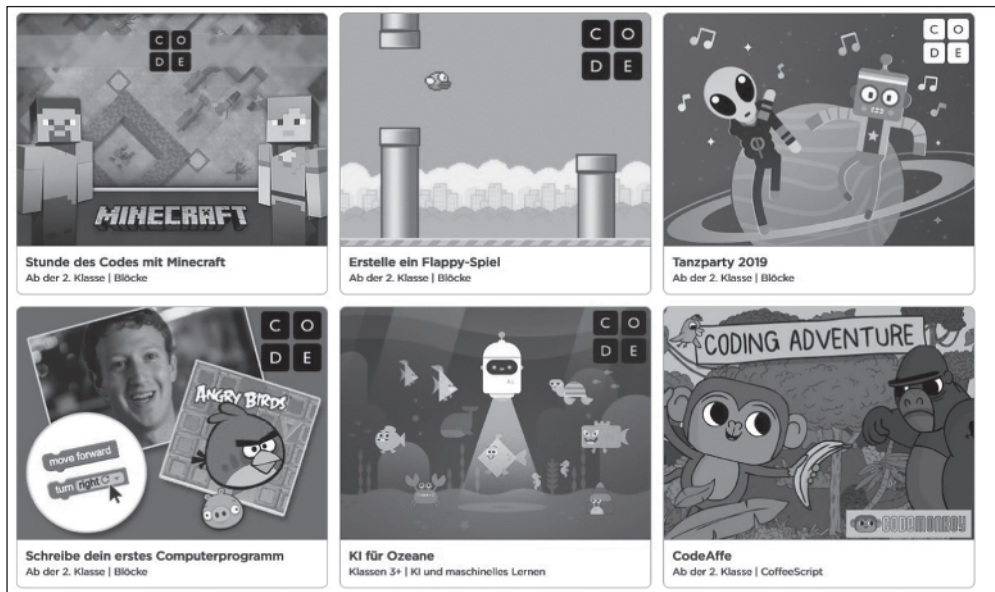 C O
D E
MINECRAFT
Stunde des Codes mit Minecraft
Ab der 2. Klasse | Blöcke
C O
D E
Erstelle ein Flappy-Spiel
Ab der 2. Klasse | Blöcke
C O
D E
Tanzparty 2019
Ab der 2. Klasse | Blöcke
C O
D E
ANGRY BIRDS
move forward
turn right
Schreibe dein erstes Computerprogramm
Ab der 2. Klasse | Blöcke
C O
D E
AI
KI für Ozeane
Klassen 3+ | KI und maschinelles Lernen
CODING ADVENTURE
CODEMONKEY
CodeAffe
Ab der 2. Klasse | CoffeeScript